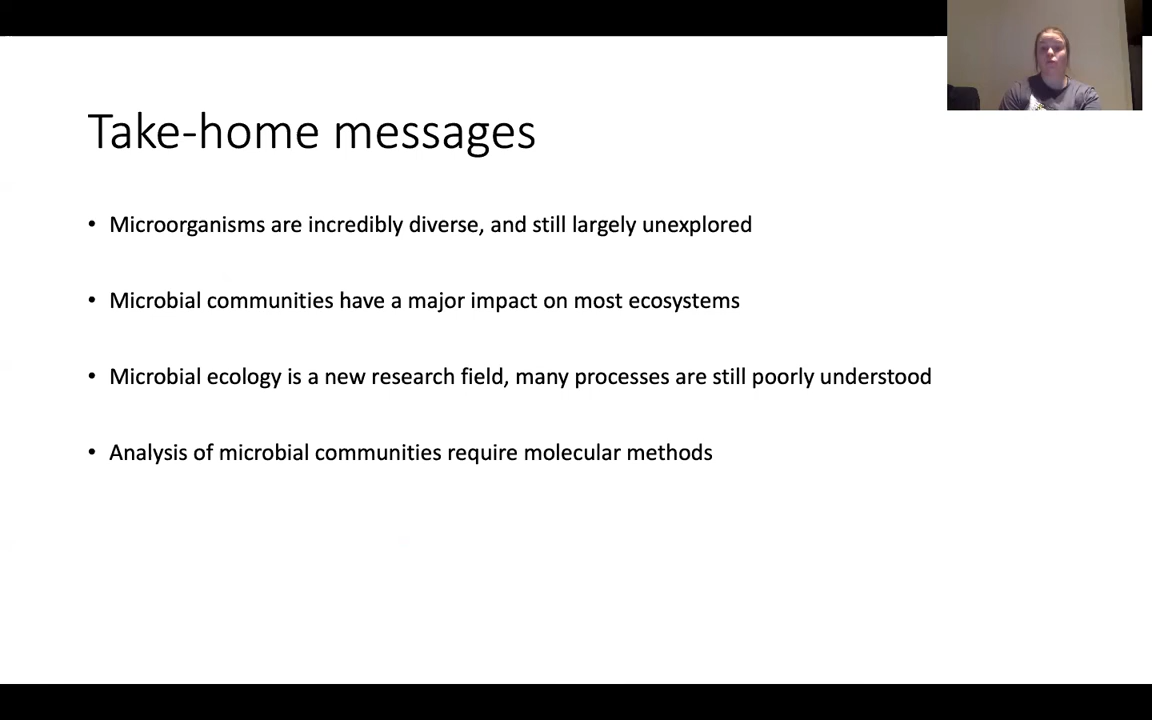 Take-home messages
• Microorganisms are incredibly diverse, and still largely unexplored
• Microbial communities have a major impact on most ecosystems
• Microbial ecology is a new research field, many processes are still poorly understood
• Analysis of microbial communities require molecular methods